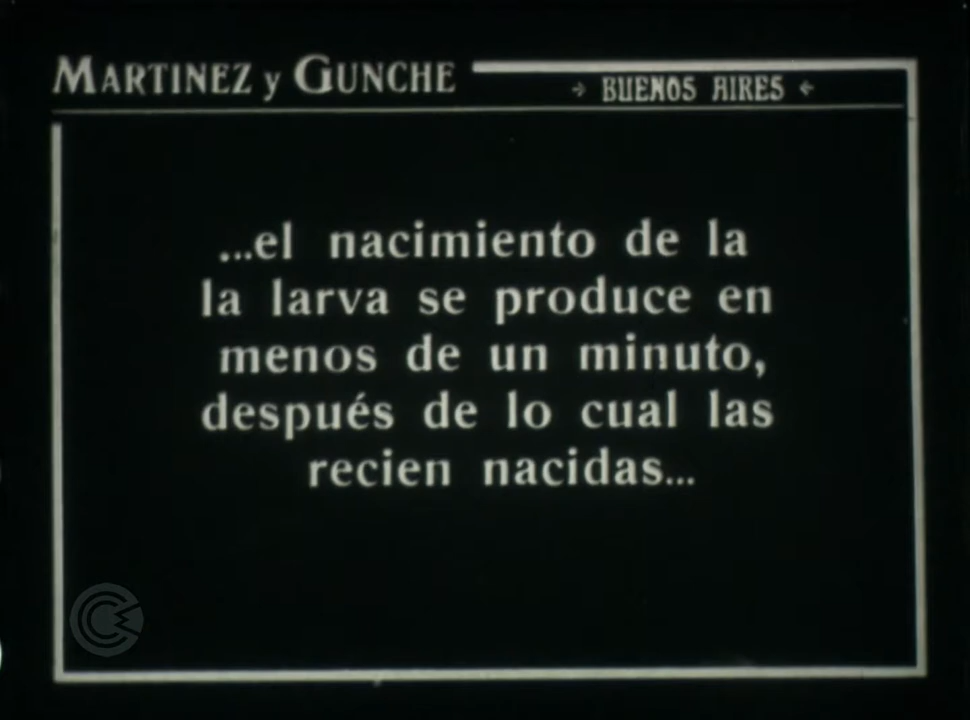 MARTINEZ y GUNCHE
BUENOS AIRES
...el nacimiento de la
la larva se produce en
menos de un minuto,
después de lo cual las
recien nacidas...